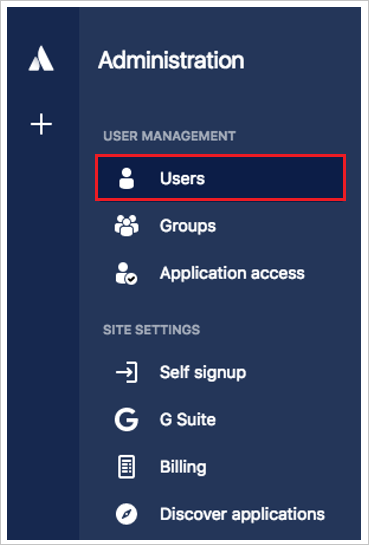 Administration
USER MANAGEMENT
Users
Groups
Application access
SITE SETTINGS
Self signup
G Suite
Billing
Discover applications